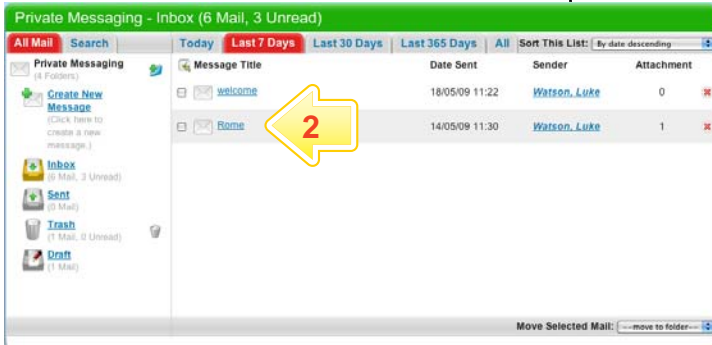 Private Messaging - Inbox (6 Mail, 3 Unread)
All Mail Search Today Last 7 Days Last 30 Days Last 365 Days All Sort This List: By date descending
Private Messaging
(4 Folders)
Create New
Message
(Click here to
create a new
message.)
Inbox
(6 Mail, 3 Unread)
Sent
(0 Mail)
Trash
(1 Mail, 0 Unread)
Draft
(1 Mail)
Message Title Date Sent Sender Attachment
welcome 18/05/09 11:22 Watson, Luke 0
Rome 14/05/09 11:30 Watson, Luke 1
2
Move Selected Mail: ---move to folder---